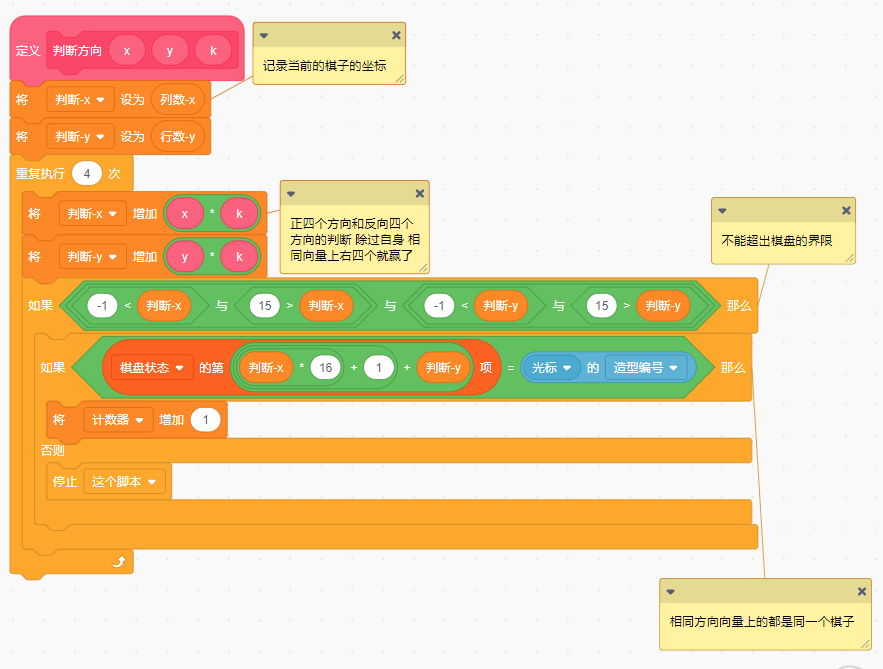 定义 判断方向 x y k
记录当前的棋子的坐标
将 判断-x 设为 列数-x
将 判断-y 设为 行数-y
重复执行 4 次
将 判断-x 增加 x * k
正四个方向和反向四个
方向的判断 除过自身 相
同向量上右四个就赢了
将 判断-y 增加 y * k
不能超出棋盘的界限
如果 -1 < 判断-x 与 15 > 判断-x 与 -1 < 判断-y 与 15 > 判断-y 那么
如果 棋盘状态 的第 判断-x * 16 + 1 + 判断-y 项 = 光标 的 造型编号 那么
将 计数器 增加 1
否则
停止 这个脚本
相同方向向量上的都是同一个棋子